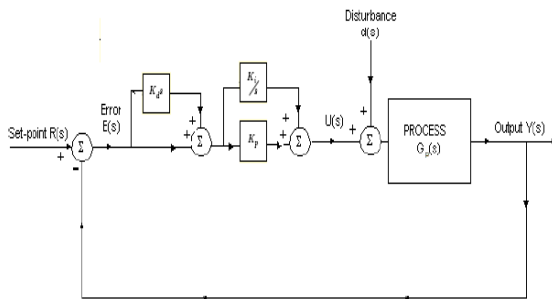 Disturbance
d(s)
K_d s
K_i/s
Error
E(s)
U(s)
Set-point R(s)
Σ
+
-
+
+
Σ
K_p
+
+
Σ
+
+
Σ
PROCESS
G_p(s)
Output Y(s)